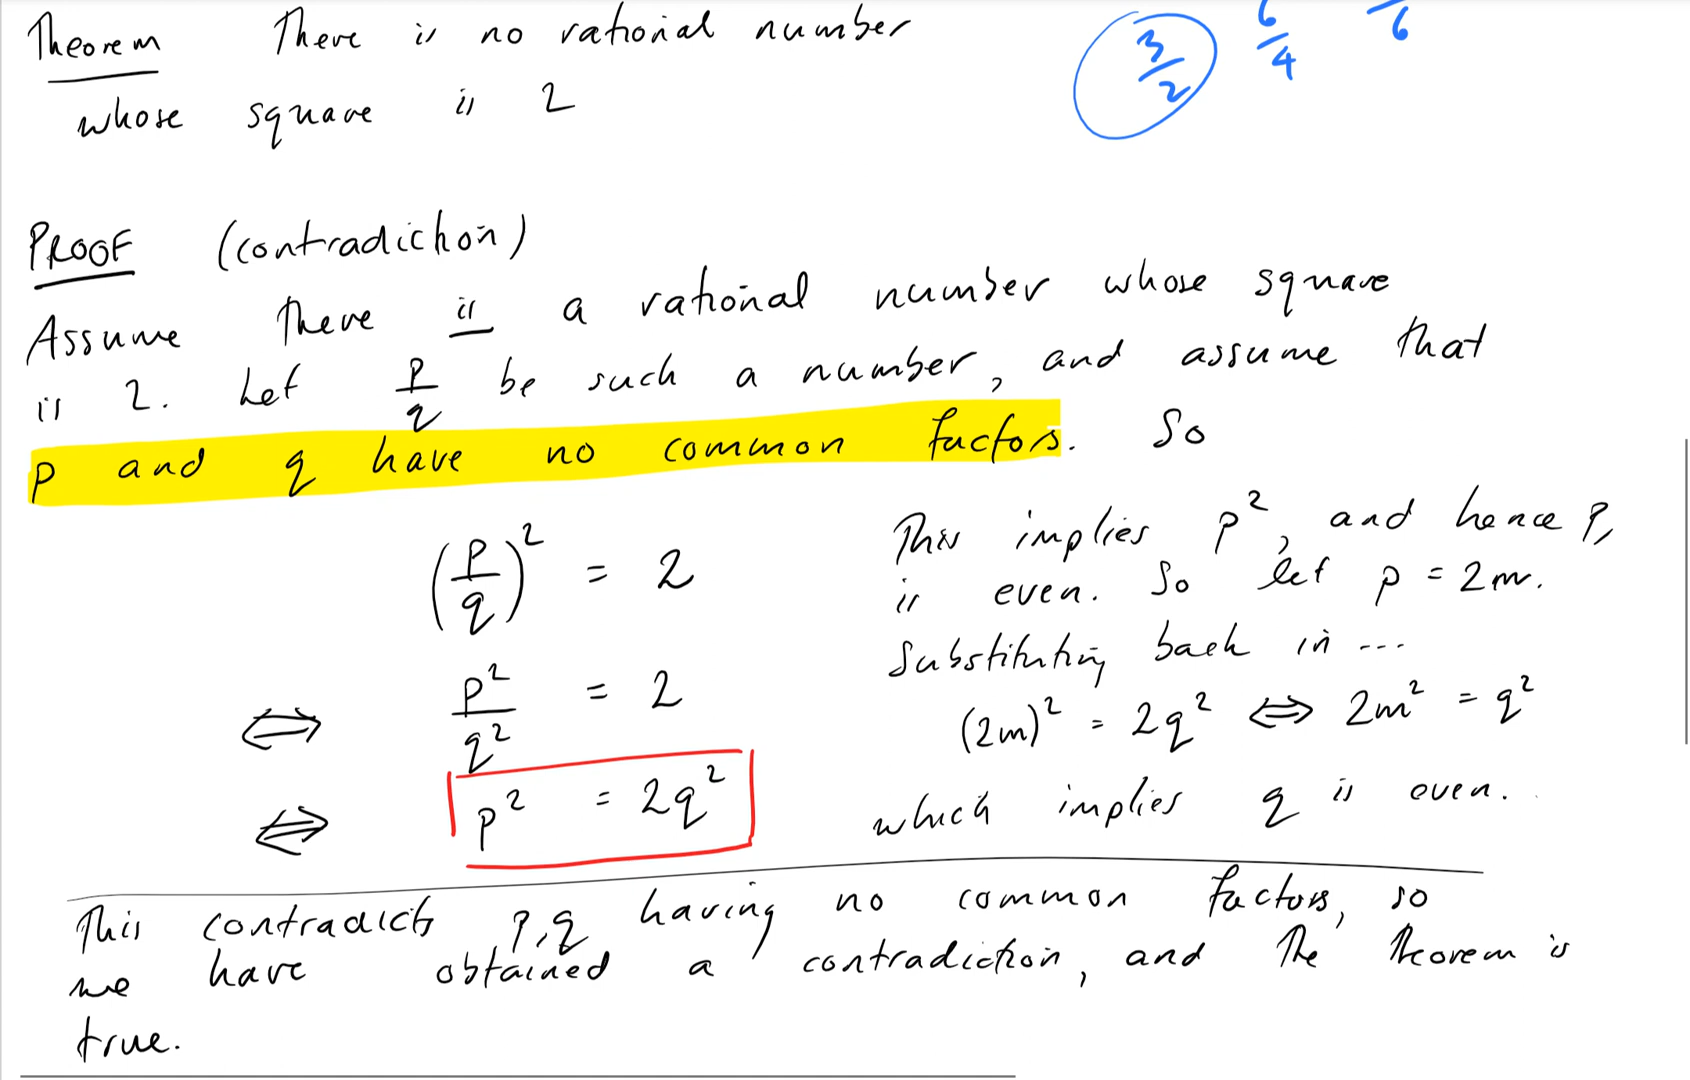 Theorem There is no rational number
whose square is 2
3/2 6/4 /6
PROOF (contradiction)
Assume there is a rational number whose square
is 2. Let p/q be such a number, and assume that
p and q have no common factors. So
(p/q)² = 2
⇔ p²/q² = 2
⇔ p² = 2q²
This implies p², and hence p,
is even. So let p = 2m.
Substituting back in ...
(2m)² = 2q² ⇔ 2m² = q²
which implies q is even.
This contradicts p,q having no common factors, so
we have obtained a contradiction, and the theorem is
true.